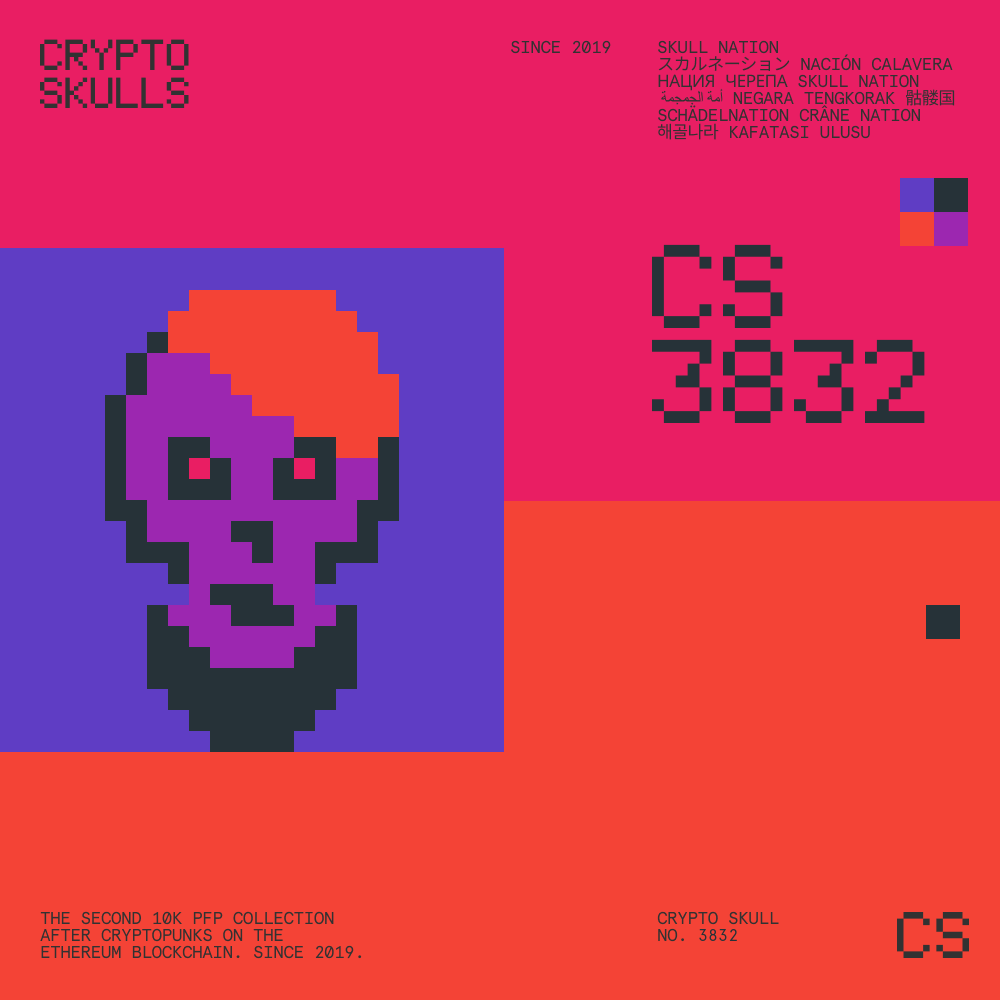 CRYPTO
SKULLS
SINCE 2019
SKULL NATION
スカルネーション NACIÓN CALAVERA
НАЦИЯ ЧЕРЕПА SKULL NATION
أمة الجمجمة NEGARA TENGKORAK 骷髅国
SCHÄDELNATION CRÂNE NATION
해골나라 KAFATASI ULUSU
CS
3832
THE SECOND 10K PFP COLLECTION
AFTER CRYPTOPUNKS ON THE
ETHEREUM BLOCKCHAIN. SINCE 2019.
CRYPTO SKULL
NO. 3832
CS